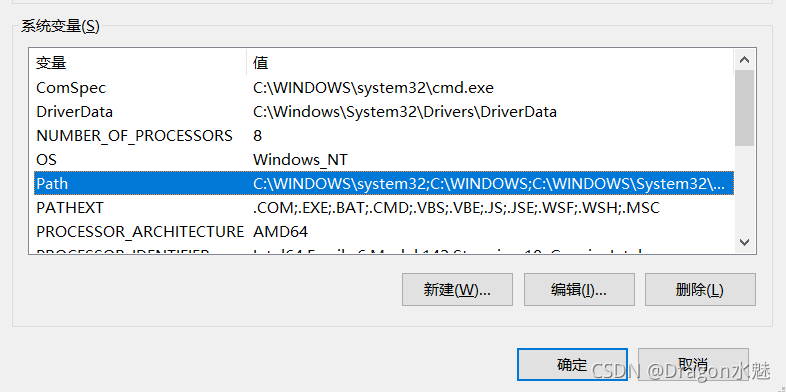 系统变量(S)
变量 值
ComSpec C:\WINDOWS\system32\cmd.exe
DriverData C:\Windows\System32\Drivers\DriverData
NUMBER_OF_PROCESSORS 8
OS Windows_NT
Path C:\WINDOWS\system32;C:\WINDOWS;C:\WINDOWS\System32\...
PATHEXT .COM;.EXE;.BAT;.CMD;.VBS;.VBE;.JS;.JSE;.WSF;.WSH;.MSC
PROCESSOR_ARCHITECTURE AMD64
新建(W)... 编辑(I)... 删除(L)
确定 取消
CSDN @Dragon水魅